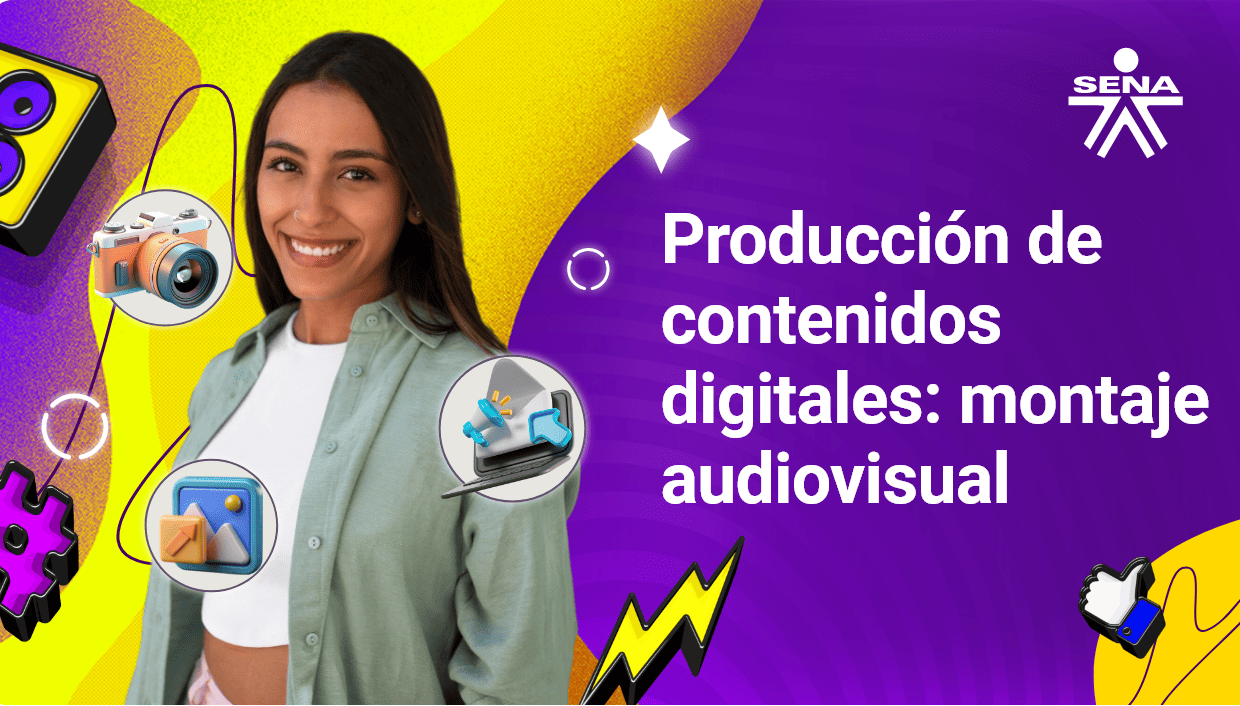 SENA
Producción de
contenidos
digitales: montaje
audiovisual